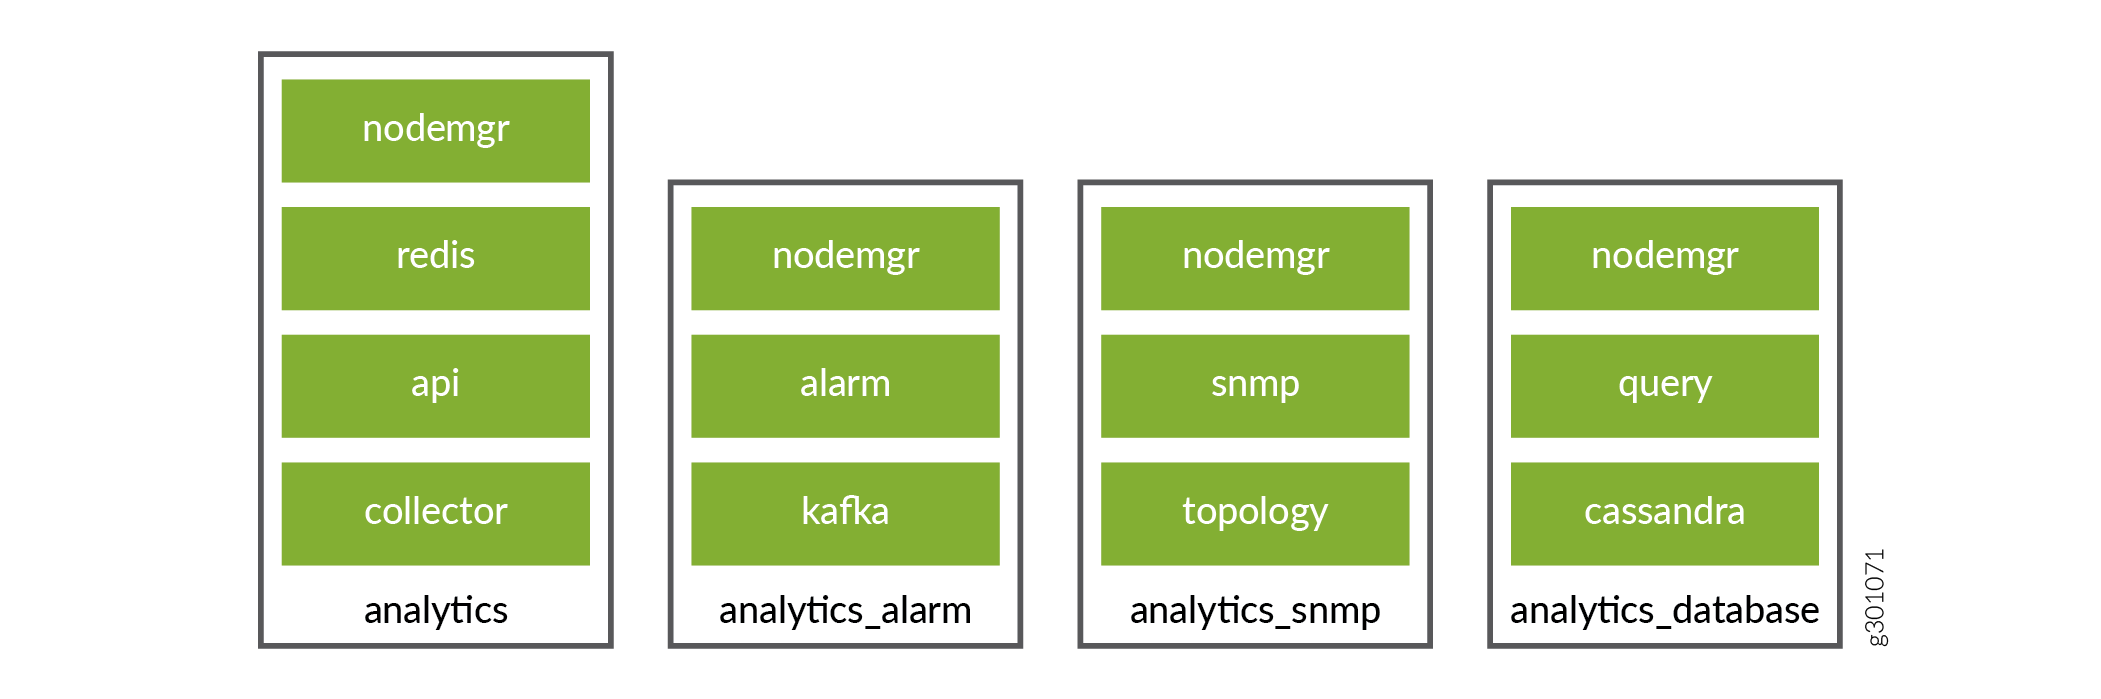 nodemgr
redis
api
collector
analytics
nodemgr
alarm
kafka
analytics_alarm
nodemgr
snmp
topology
analytics_snmp
nodemgr
query
cassandra
analytics_database
g301071